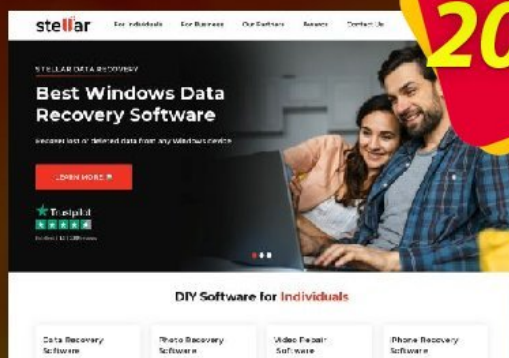 stellar For Individuals For Business Our Partners Contact Us
20
STELLAR DATA RECOVERY
Best Windows Data
Recovery Software
Recover lost or deleted data from any Windows device
LEARN MORE
Trustpilot
DIY Software for Individuals
Data Recovery Photo Recovery Video Repair iPhone Recovery
Software Software Software Software